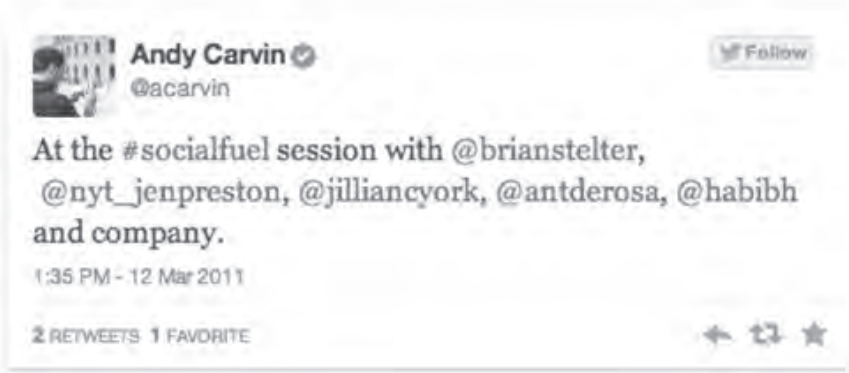 Andy Carvin
Follow
@acarvin
At the #socialfuel session with @brianstelter,
@nyt_jenpreston, @jilliancyork, @antderosa, @habibh
and company.
1:35 PM - 12 Mar 2011
2 RETWEETS 1 FAVORITE